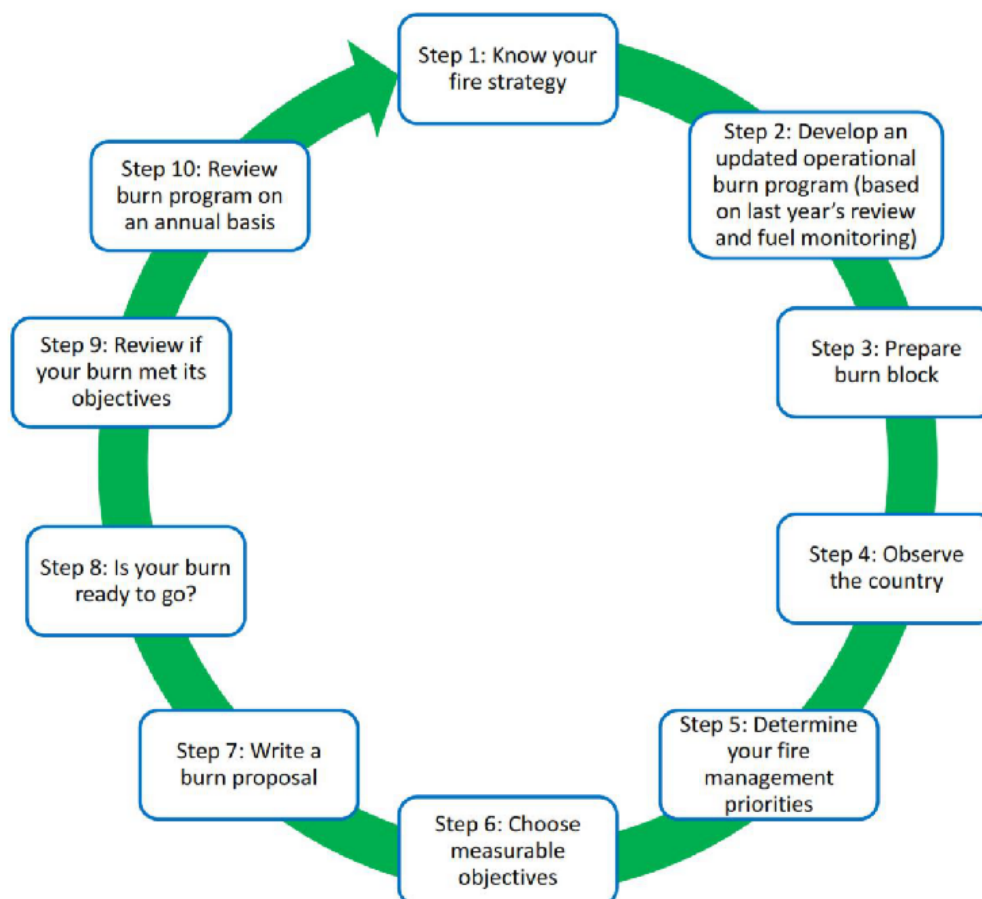 Step 1: Know your
fire strategy
Step 2: Develop an
updated operational
burn program (based
on last year’s review
and fuel monitoring)
Step 3: Prepare
burn block
Step 4: Observe
the country
Step 5: Determine
your fire
management
priorities
Step 6: Choose
measurable
objectives
Step 7: Write a
burn proposal
Step 8: Is your burn
ready to go?
Step 9: Review if
your burn met its
objectives
Step 10: Review
burn program on
an annual basis